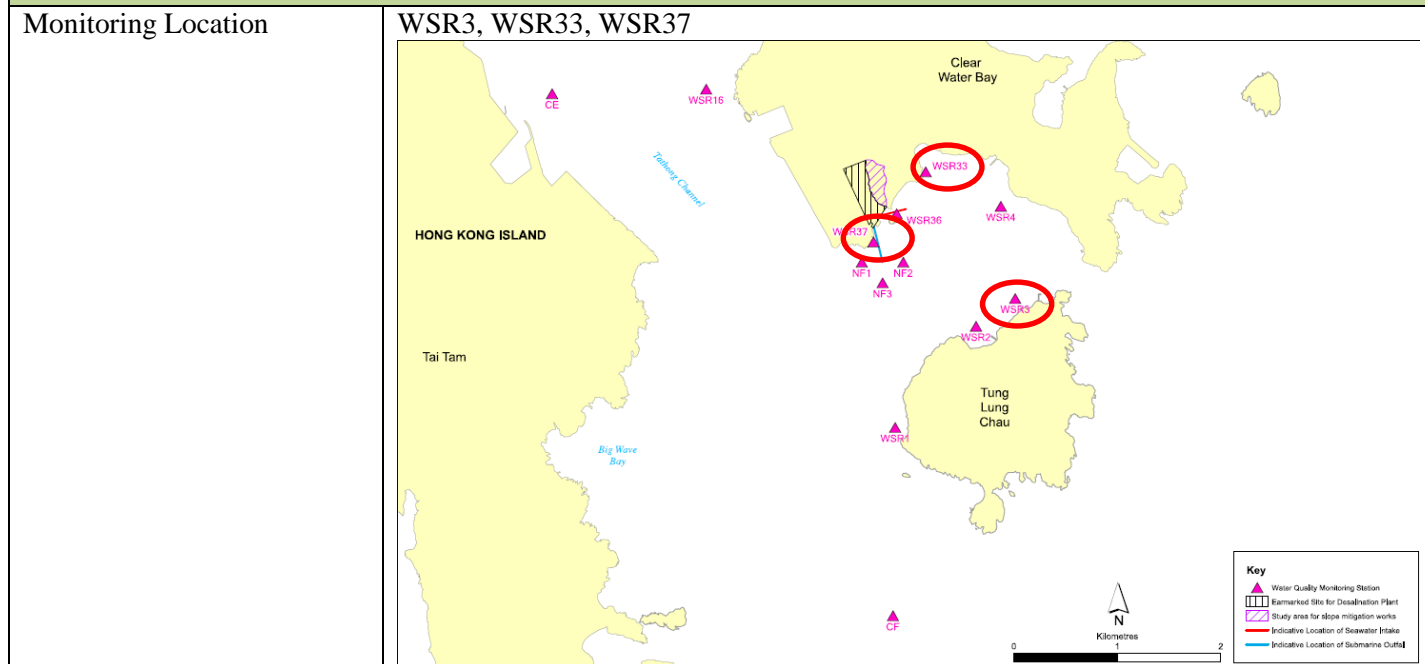 Monitoring Location
WSR3, WSR33, WSR37
Clear
Water Bay
CE
WSR16
Tathong Channel
WSR33
WSR4
WSR36
WSR37
HONG KONG ISLAND
NF1
NF2
NF3
WSR3
WSR2
Tai Tam
Tung
Lung
Chau
WSR1
Big Wave
Bay
CF
N
Kilometres
0 1 2
Key
Water Quality Monitoring Station
Earmarked Site for Desalination Plant
Study area for slope mitigation works
Indicative Location of Seawater Intake
Indicative Location of Submarine Outfall